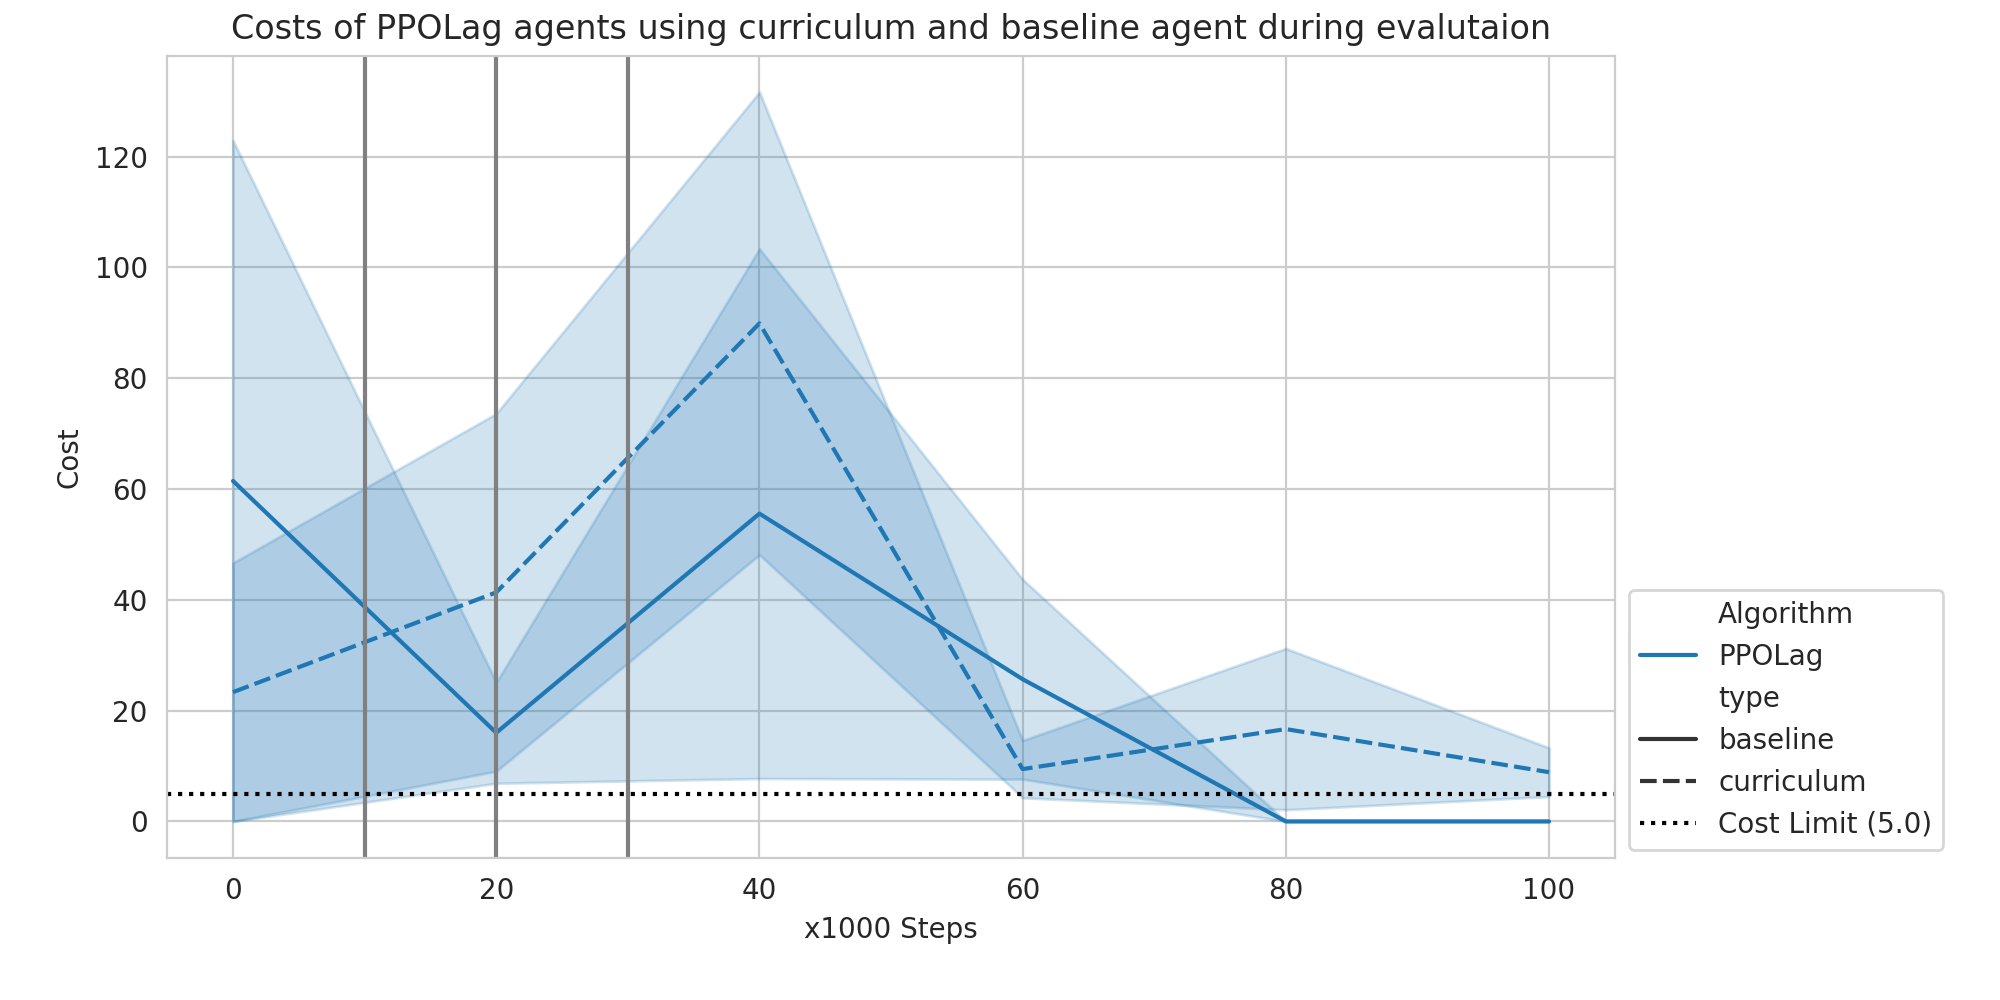 Costs of PPOLag agents using curriculum and baseline agent during evalutaion
120
100
80
60
40
20
0
Cost
0 20 40 60 80 100
x1000 Steps
Algorithm
PPOLag
type
baseline
curriculum
Cost Limit (5.0)